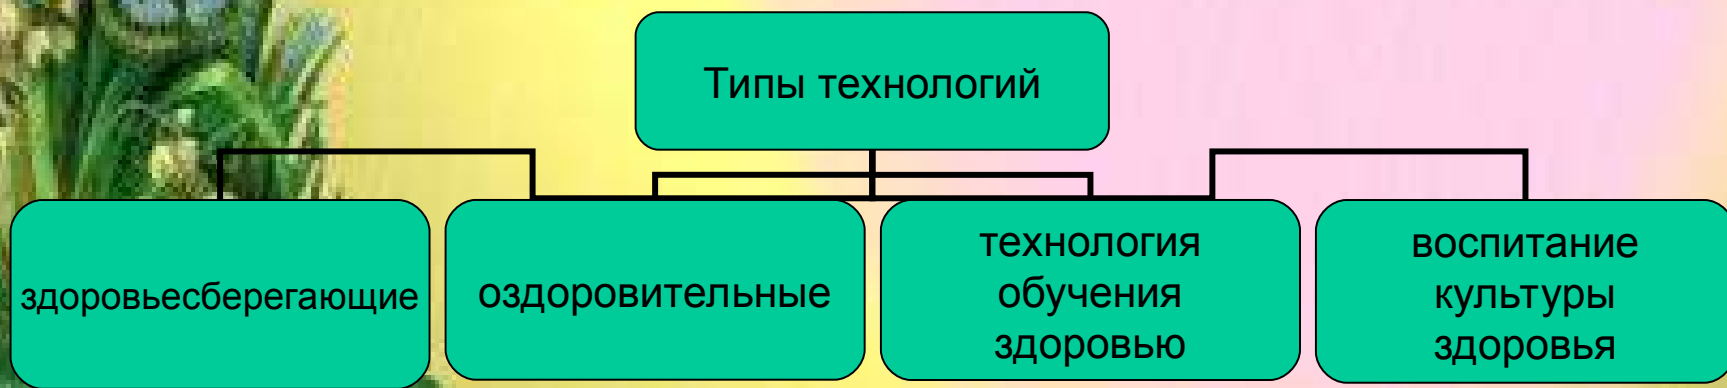 Типы технологий
здоровьесберегающие
оздоровительные
технология
обучения
здоровью
воспитание
культуры
здоровья